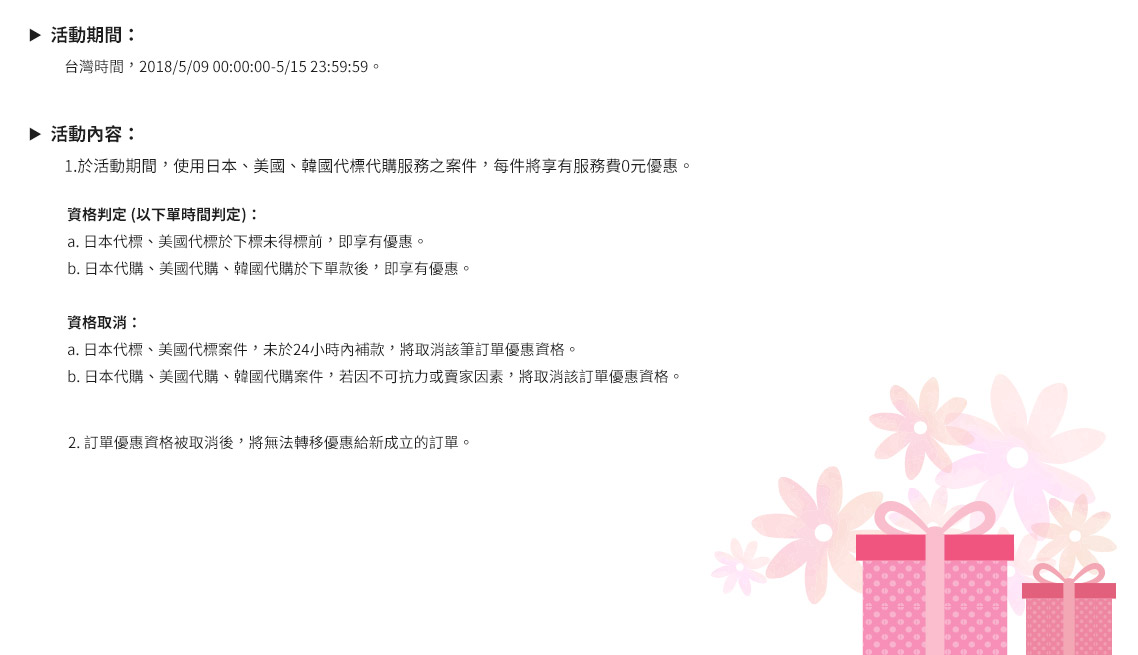 ▶ 活動期間：
台灣時間，2018/5/09 00:00:00-5/15 23:59:59。
▶ 活動內容：
1.於活動期間，使用日本、美國、韓國代標代購服務之案件，每件將享有服務費0元優惠。
資格判定 (以下單時間判定)：
a. 日本代標、美國代標於下標未得標前，即享有優惠。
b. 日本代購、美國代購、韓國代購於下單款後，即享有優惠。
資格取消：
a. 日本代標、美國代標案件，未於24小時內補款，將取消該筆訂單優惠資格。
b. 日本代購、美國代購、韓國代購案件，若因不可抗力或賣家因素，將取消該訂單優惠資格。
2. 訂單優惠資格被取消後，將無法轉移優惠給新成立的訂單。